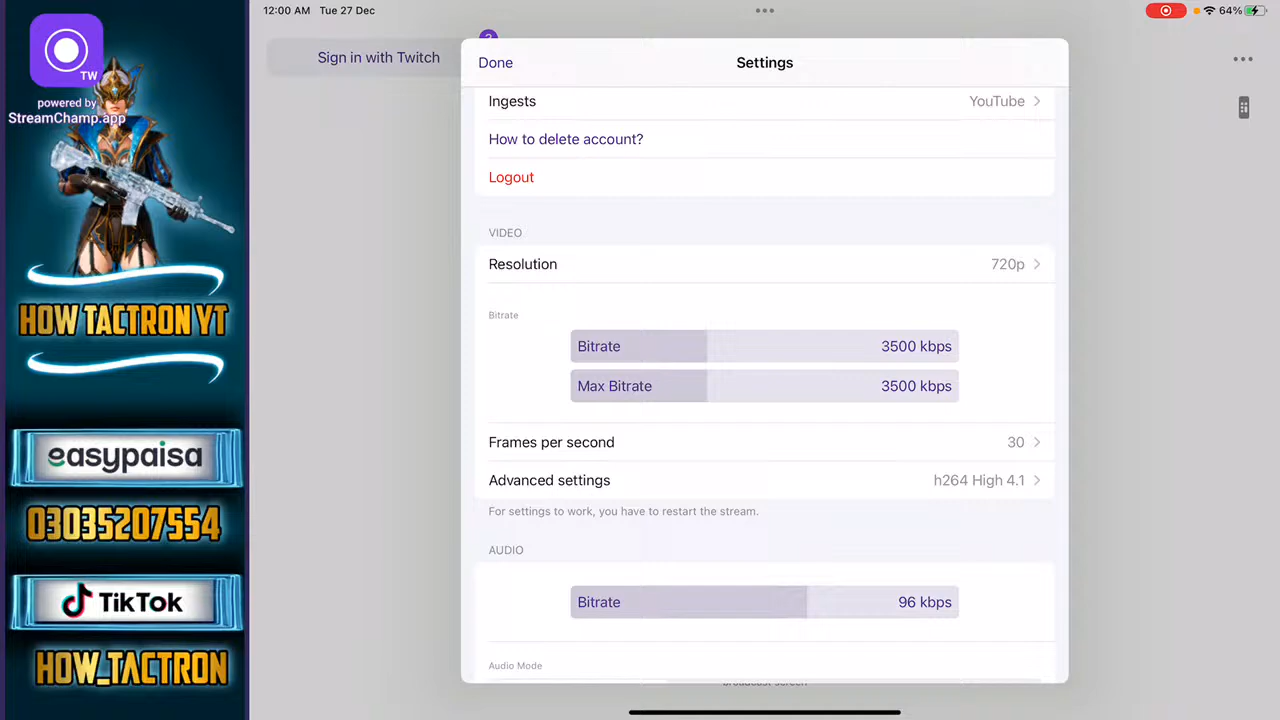 12:00 AM Tue 27 Dec
64%
TW
powered by
StreamChamp.app
HOW TACTRON YT
easypaisa
03035207554
TikTok
HOW_TACTRON
Sign in with Twitch
Done
Settings
Ingests YouTube
How to delete account?
Logout
VIDEO
Resolution 720p
Bitrate
Bitrate 3500 kbps
Max Bitrate 3500 kbps
Frames per second 30
Advanced settings h264 High 4.1
For settings to work, you have to restart the stream.
AUDIO
Bitrate 96 kbps
Audio Mode
broadcast screen